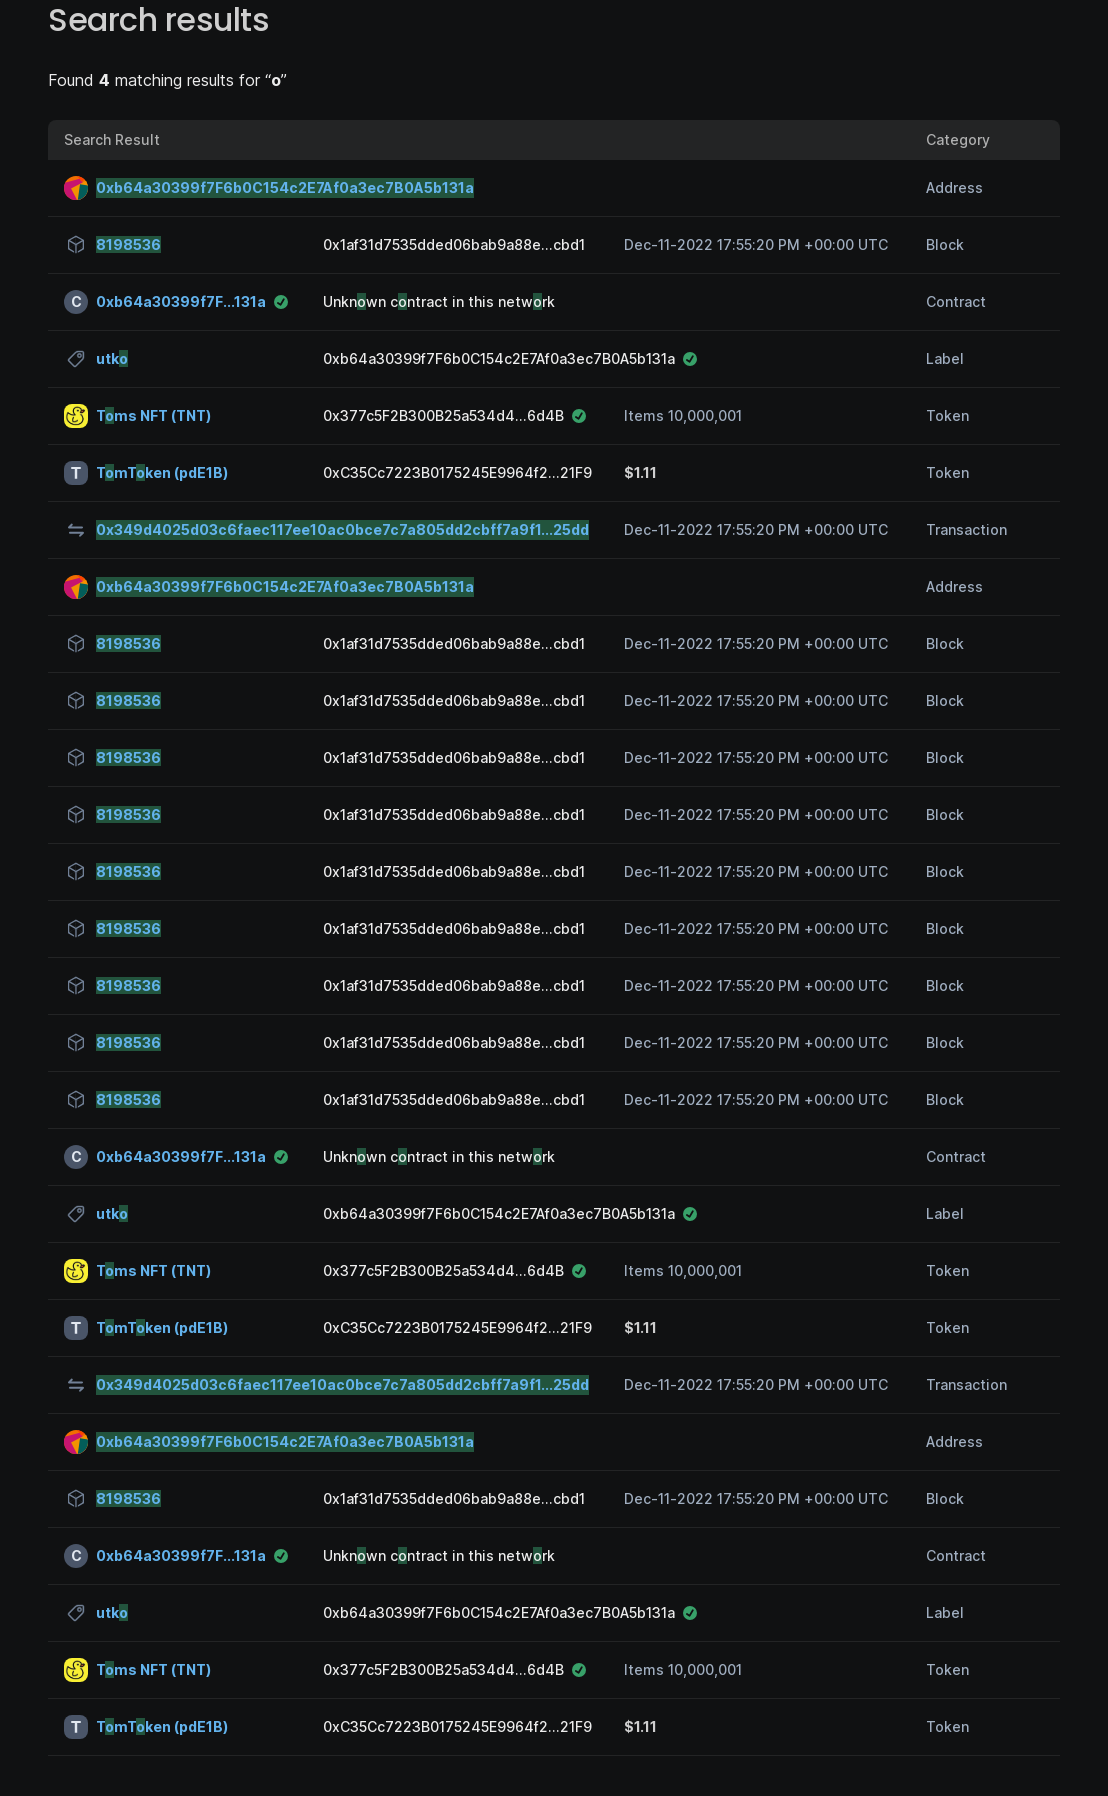 Search results
Found 4 matching results for “o”
Search Result Category
0xb64a30399f7F6b0C154c2E7Af0a3ec7B0A5b131a Address
8198536 0x1af31d7535dded06bab9a88e...cbd1 Dec-11-2022 17:55:20 PM +00:00 UTC Block
C 0xb64a30399f7F...131a Unknown contract in this network Contract
utko 0xb64a30399f7F6b0C154c2E7Af0a3ec7B0A5b131a Label
Toms NFT (TNT) 0x377c5F2B300B25a534d4...6d4B Items 10,000,001 Token
T TomToken (pdE1B) 0xC35Cc7223B0175245E9964f2...21F9 $1.11 Token
0x349d4025d03c6faec117ee10ac0bce7c7a805dd2cbff7a9f1...25dd Dec-11-2022 17:55:20 PM +00:00 UTC Transaction
0xb64a30399f7F6b0C154c2E7Af0a3ec7B0A5b131a Address
8198536 0x1af31d7535dded06bab9a88e...cbd1 Dec-11-2022 17:55:20 PM +00:00 UTC Block
8198536 0x1af31d7535dded06bab9a88e...cbd1 Dec-11-2022 17:55:20 PM +00:00 UTC Block
8198536 0x1af31d7535dded06bab9a88e...cbd1 Dec-11-2022 17:55:20 PM +00:00 UTC Block
8198536 0x1af31d7535dded06bab9a88e...cbd1 Dec-11-2022 17:55:20 PM +00:00 UTC Block
8198536 0x1af31d7535dded06bab9a88e...cbd1 Dec-11-2022 17:55:20 PM +00:00 UTC Block
8198536 0x1af31d7535dded06bab9a88e...cbd1 Dec-11-2022 17:55:20 PM +00:00 UTC Block
8198536 0x1af31d7535dded06bab9a88e...cbd1 Dec-11-2022 17:55:20 PM +00:00 UTC Block
8198536 0x1af31d7535dded06bab9a88e...cbd1 Dec-11-2022 17:55:20 PM +00:00 UTC Block
8198536 0x1af31d7535dded06bab9a88e...cbd1 Dec-11-2022 17:55:20 PM +00:00 UTC Block
C 0xb64a30399f7F...131a Unknown contract in this network Contract
utko 0xb64a30399f7F6b0C154c2E7Af0a3ec7B0A5b131a Label
Toms NFT (TNT) 0x377c5F2B300B25a534d4...6d4B Items 10,000,001 Token
T TomToken (pdE1B) 0xC35Cc7223B0175245E9964f2...21F9 $1.11 Token
0x349d4025d03c6faec117ee10ac0bce7c7a805dd2cbff7a9f1...25dd Dec-11-2022 17:55:20 PM +00:00 UTC Transaction
0xb64a30399f7F6b0C154c2E7Af0a3ec7B0A5b131a Address
8198536 0x1af31d7535dded06bab9a88e...cbd1 Dec-11-2022 17:55:20 PM +00:00 UTC Block
C 0xb64a30399f7F...131a Unknown contract in this network Contract
utko 0xb64a30399f7F6b0C154c2E7Af0a3ec7B0A5b131a Label
Toms NFT (TNT) 0x377c5F2B300B25a534d4...6d4B Items 10,000,001 Token
T TomToken (pdE1B) 0xC35Cc7223B0175245E9964f2...21F9 $1.11 Token